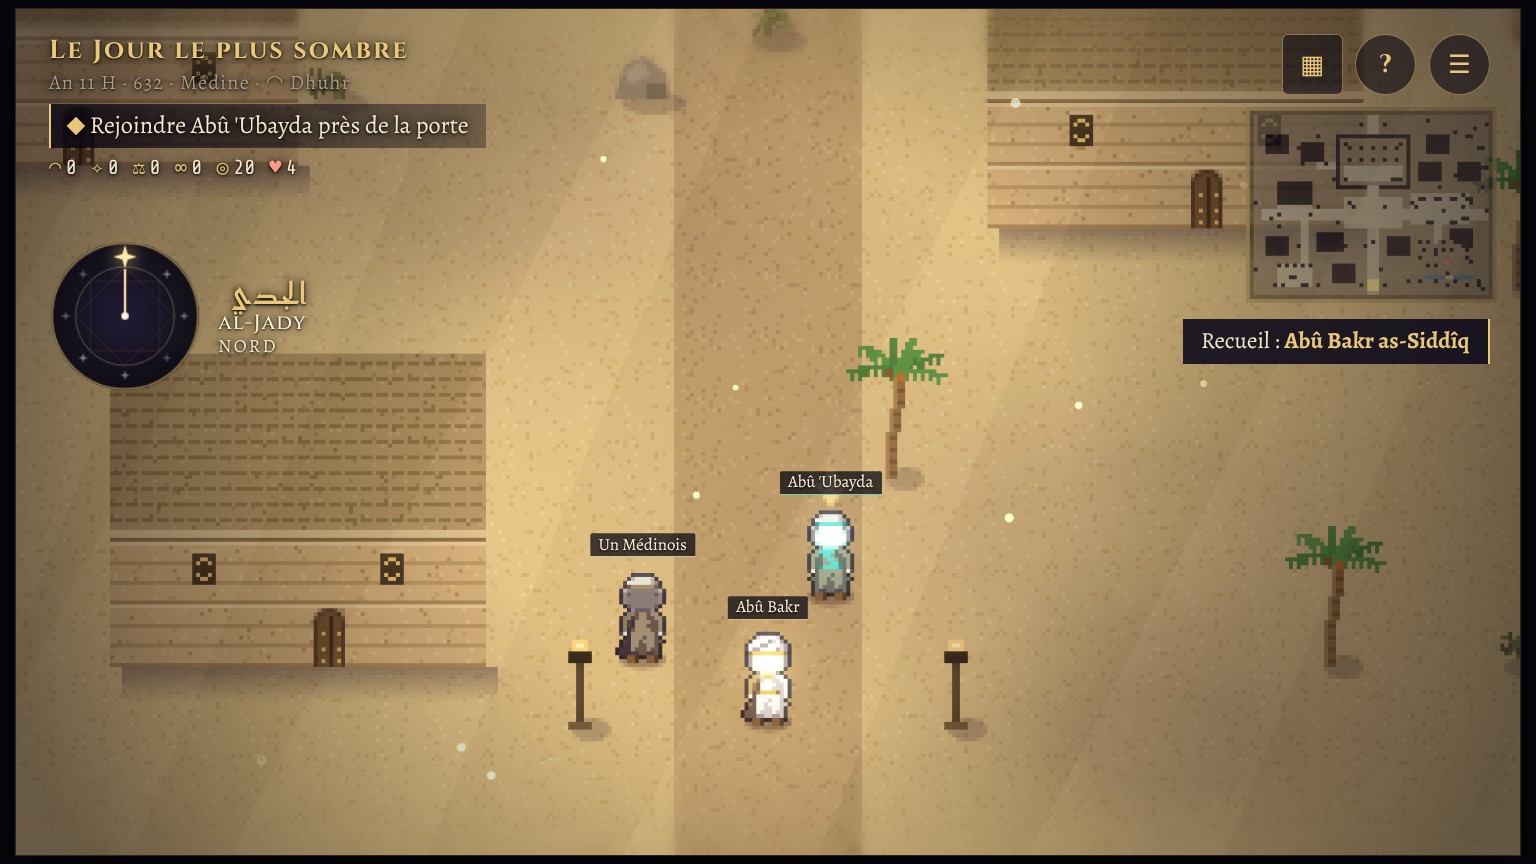 Le Jour le plus sombre
An 11 H · 632 · Médine · ◠ Dhuhr
◆ Rejoindre Abû 'Ubayda près de la porte
◠ 0 ✧ 0 ⚖ 0 ∞ 0 ◎ 20 ♥ 4
?
الجدي
AL-JADY
NORD
Recueil : Abû Bakr as-Siddîq
Abû 'Ubayda
Un Médinois
Abû Bakr